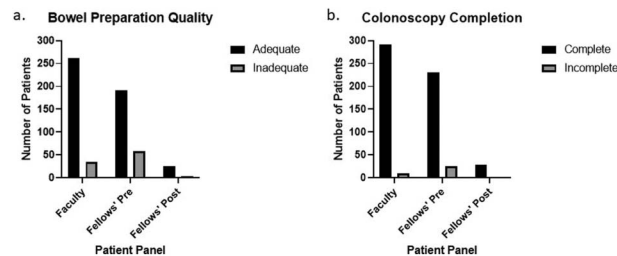 a. Bowel Preparation Quality
300
250
200
150
100
50
0
Number of Patients
Adequate
Inadequate
Faculty
Fellows' Pre
Fellows' Post
Patient Panel
b. Colonoscopy Completion
300
250
200
150
100
50
0
Number of Patients
Complete
Incomplete
Faculty
Fellows' Pre
Fellows' Post
Patient Panel